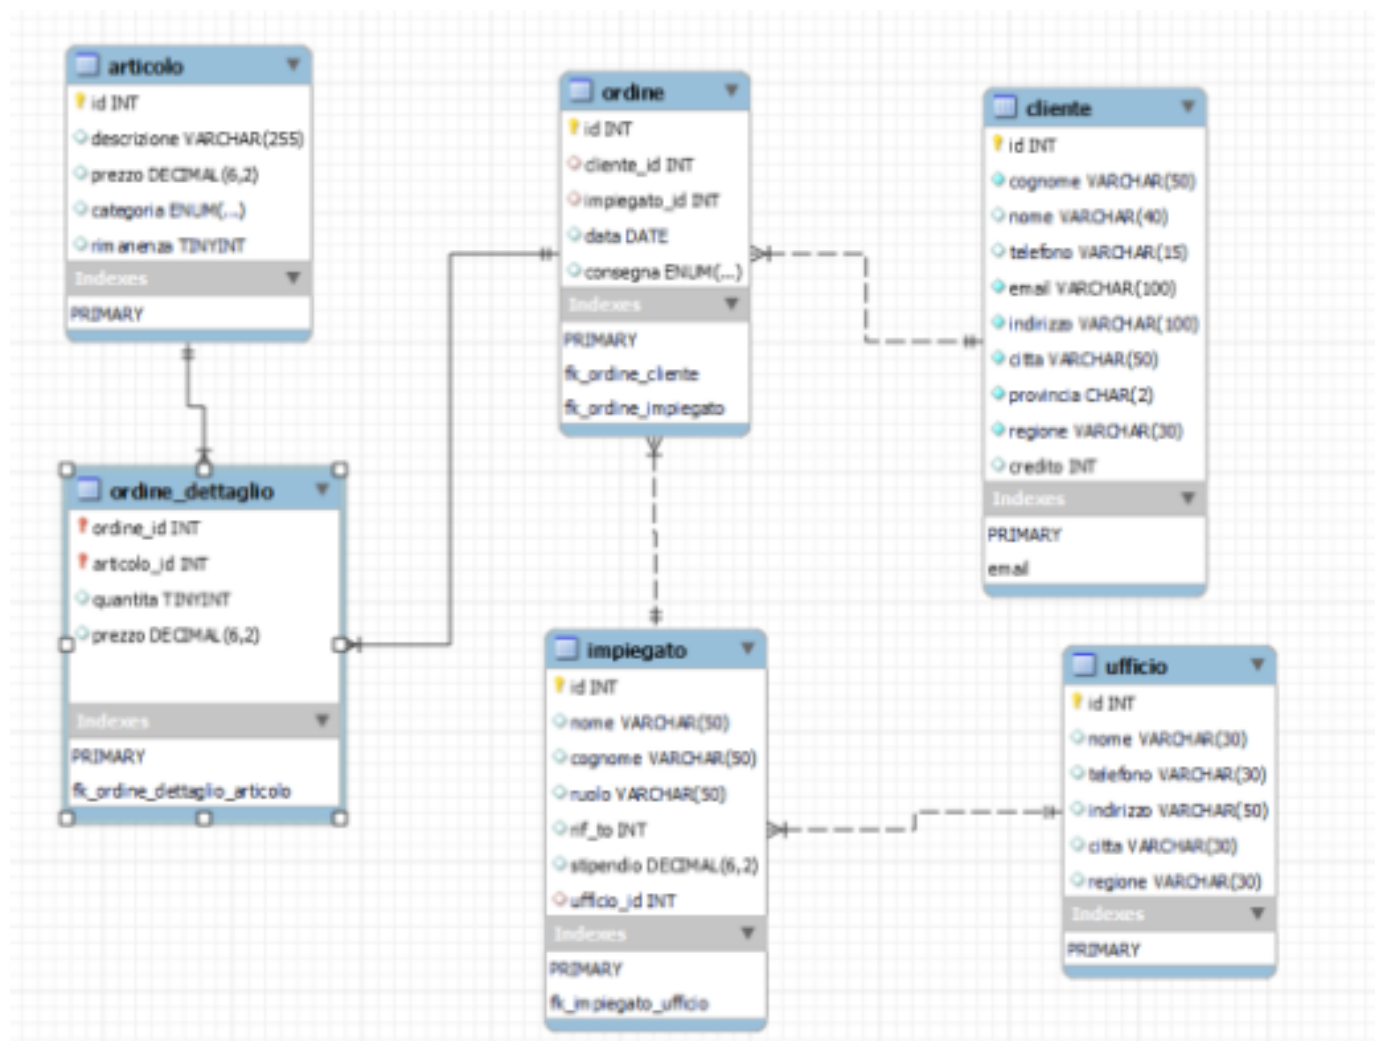 articolo
id INT
descrizione VARCHAR(255)
prezzo DECIMAL(6,2)
categoria ENUM(...)
rimanenza TINYINT
Indexes
PRIMARY
ordine
id INT
cliente_id INT
impiegato_id INT
data DATE
consegna ENUM(...)
Indexes
PRIMARY
fk_ordine_cliente
fk_ordine_impiegato
cliente
id INT
cognome VARCHAR(50)
nome VARCHAR(40)
telefono VARCHAR(15)
email VARCHAR(100)
indirizzo VARCHAR(100)
citta VARCHAR(50)
provincia CHAR(2)
regione VARCHAR(30)
credito INT
Indexes
PRIMARY
email
ordine_dettaglio
ordine_id INT
articolo_id INT
quantita TINYINT
prezzo DECIMAL(6,2)
Indexes
PRIMARY
fk_ordine_dettaglio_articolo
impiegato
id INT
nome VARCHAR(50)
cognome VARCHAR(50)
ruolo VARCHAR(50)
rif_to INT
stipendio DECIMAL(6,2)
ufficio_id INT
Indexes
PRIMARY
fk_impiegato_ufficio
ufficio
id INT
nome VARCHAR(30)
telefono VARCHAR(30)
indirizzo VARCHAR(50)
citta VARCHAR(30)
regione VARCHAR(30)
Indexes
PRIMARY